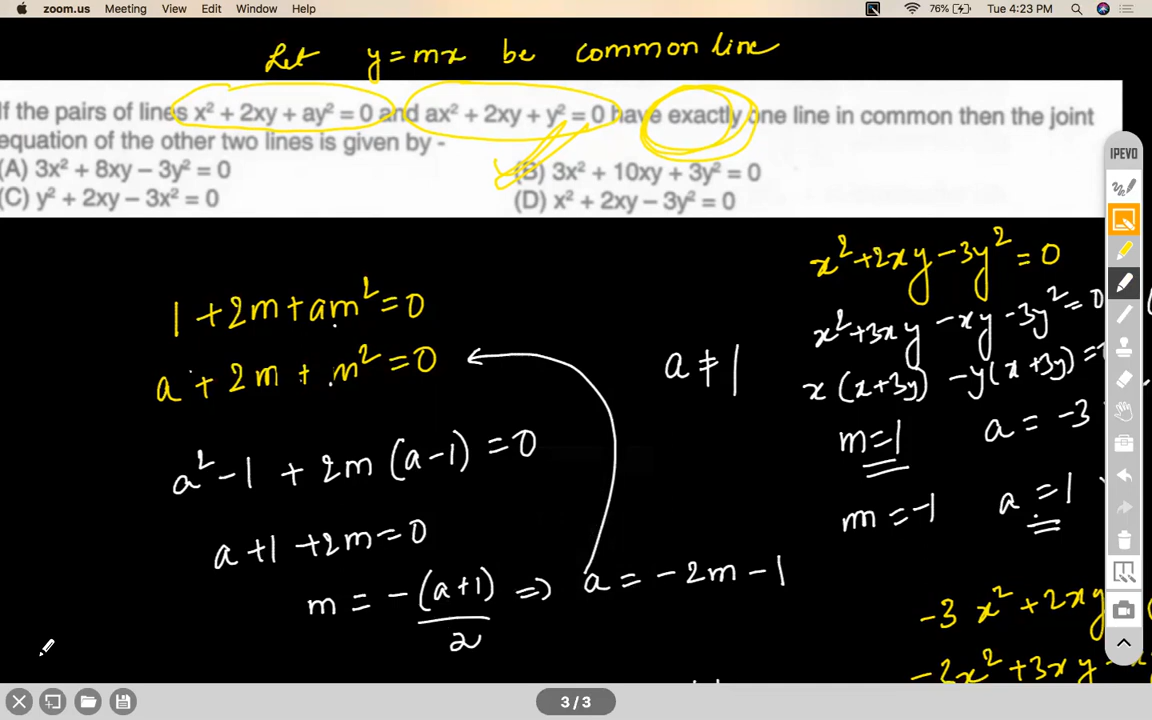 zoom.us Meeting View Edit Window Help 76% Tue 4:23 PM
Let y = mx be common line
If the pairs of lines x² + 2xy + ay² = 0 and ax² + 2xy + y² = 0 have exactly one line in common then the joint
equation of the other two lines is given by -
(A) 3x² + 8xy – 3y² = 0
(B) 3x² + 10xy + 3y² = 0
(C) y² + 2xy – 3x² = 0
(D) x² + 2xy – 3y² = 0
IPEVO
1 + 2m + am² = 0
a + 2m + m² = 0
a² - 1 + 2m (a - 1) = 0
a + 1 + 2m = 0
m = - (a+1)/2 => a = - 2m - 1
a ≠ 1
x² + 2xy - 3y² = 0
x² + 3xy - xy - 3y² = 0
x (x + 3y) - y (x + 3y) =
m = 1 a = -3
m = -1 a = 1
-3 x² + 2xy
+ 3xy
3 / 3